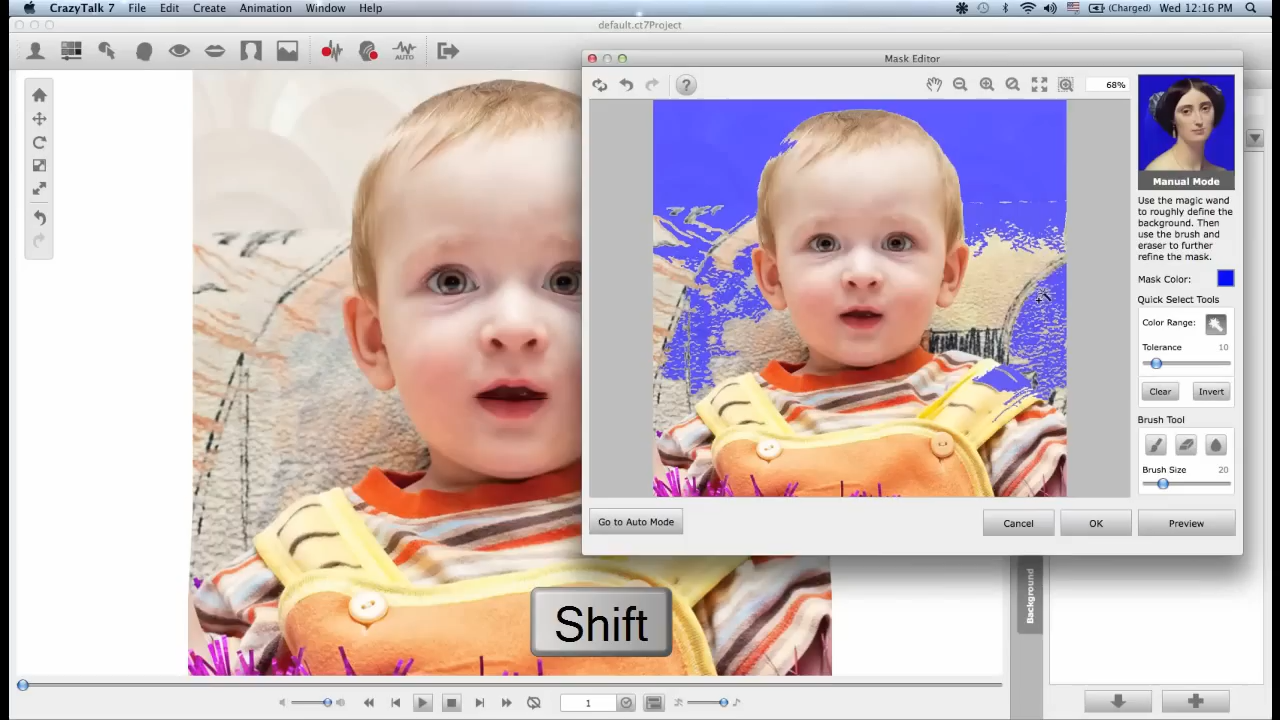 CrazyTalk 7 File Edit Create Animation Window Help
(Charged) Wed 12:16 PM
default.ct7Project
AUTO
Mask Editor
?
68%
Manual Mode
Use the magic wand
to roughly define the
background. Then
use the brush and
eraser to further
refine the mask.
Mask Color:
Quick Select Tools
Color Range:
Tolerance 10
Clear Invert
Brush Tool
Brush Size 20
Go to Auto Mode Cancel OK Preview
Background
Shift
1